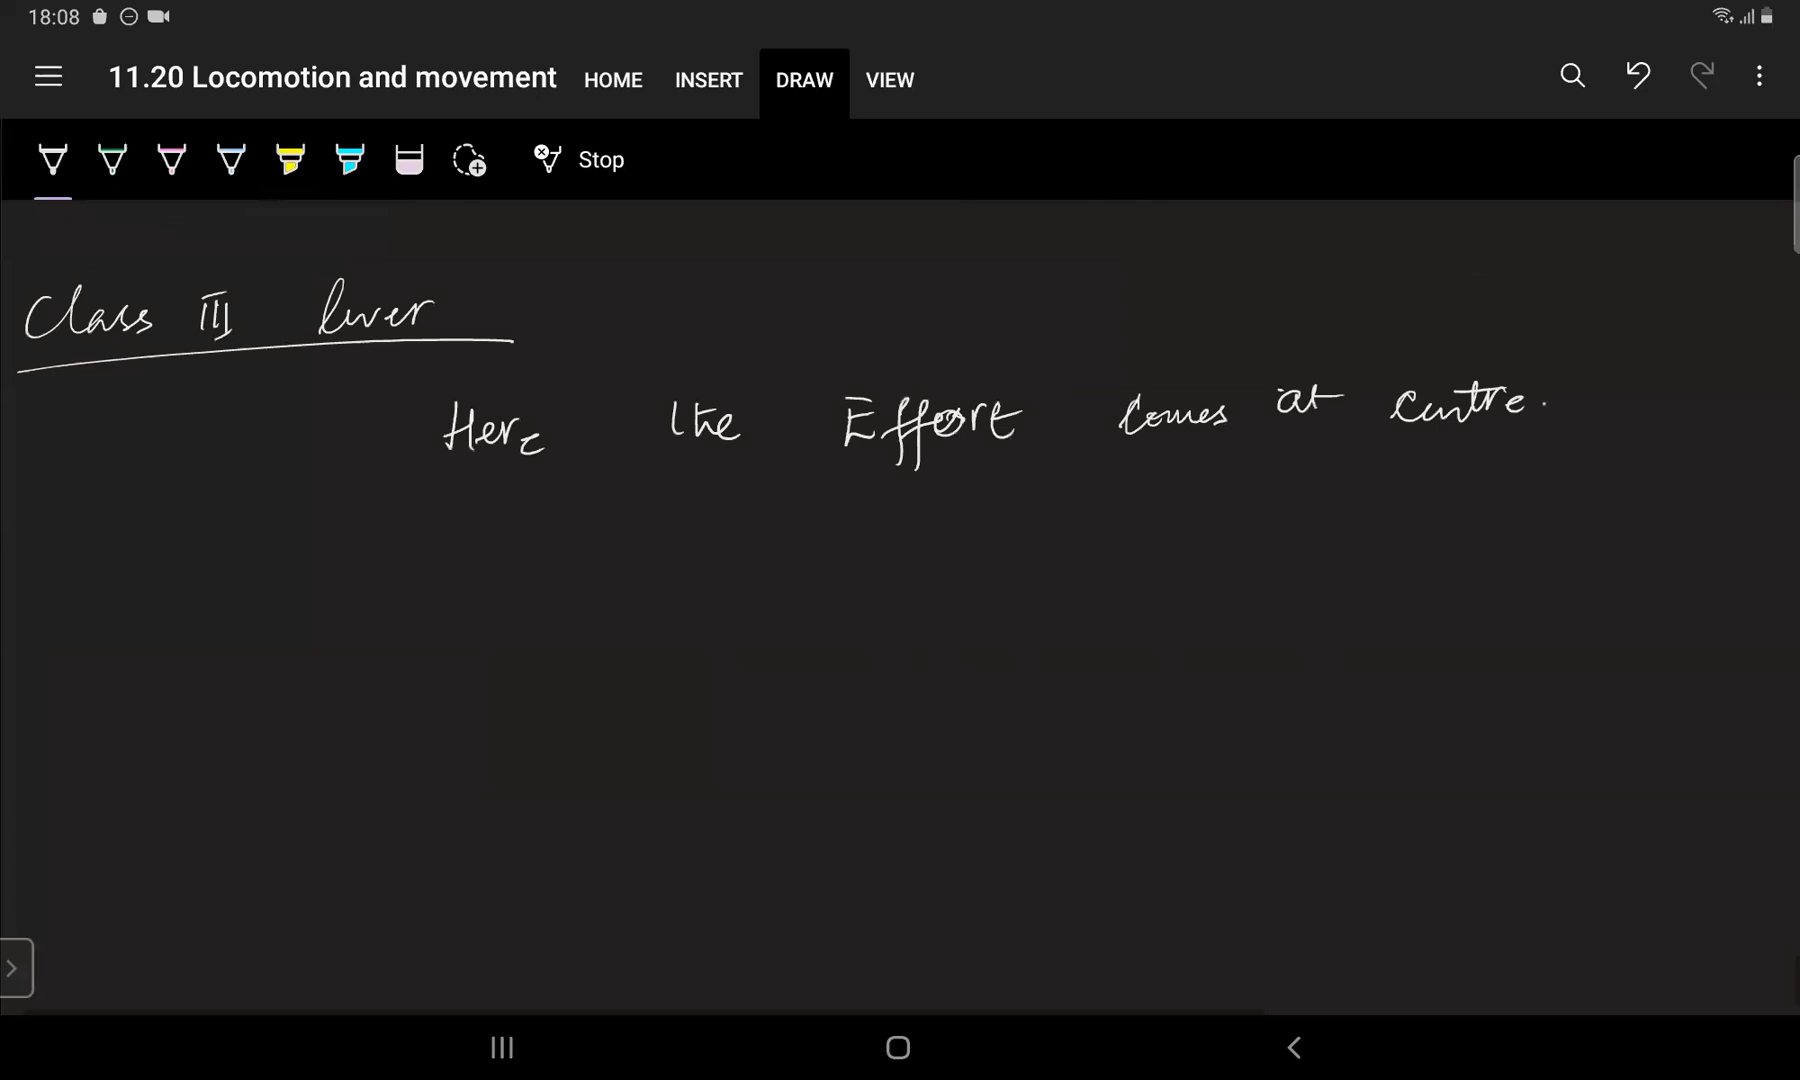 18:08
11.20 Locomotion and movement HOME INSERT DRAW VIEW
Stop
Class III lever
Here the Effort comes at centre.